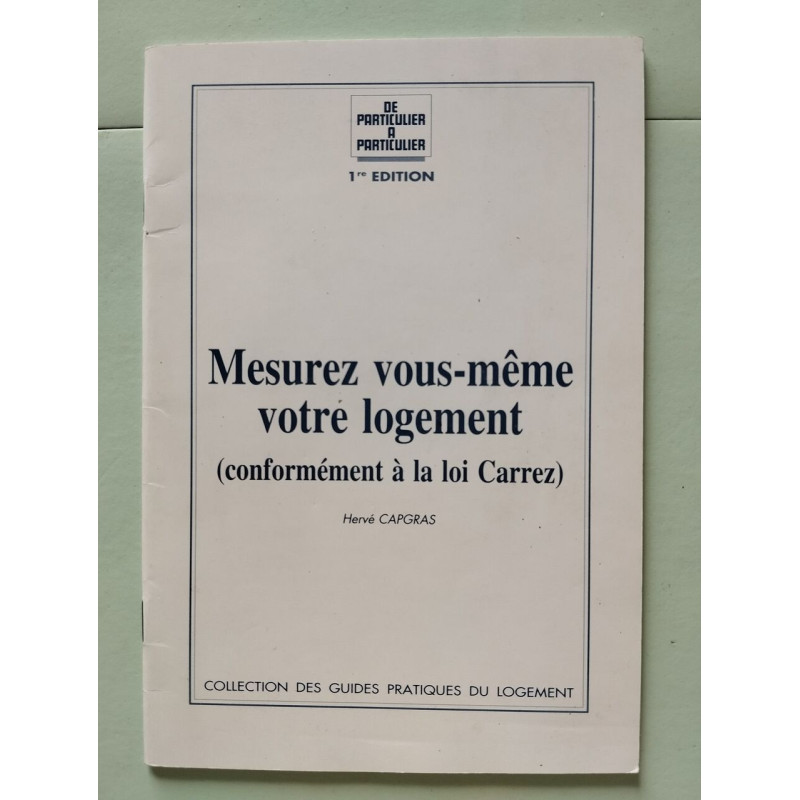 DE
PARTICULIER
A
PARTICULIER
1re EDITION
Mesurez vous-même
votre logement
(conformément à la loi Carrez)
Hervé CAPGRAS
COLLECTION DES GUIDES PRATIQUES DU LOGEMENT